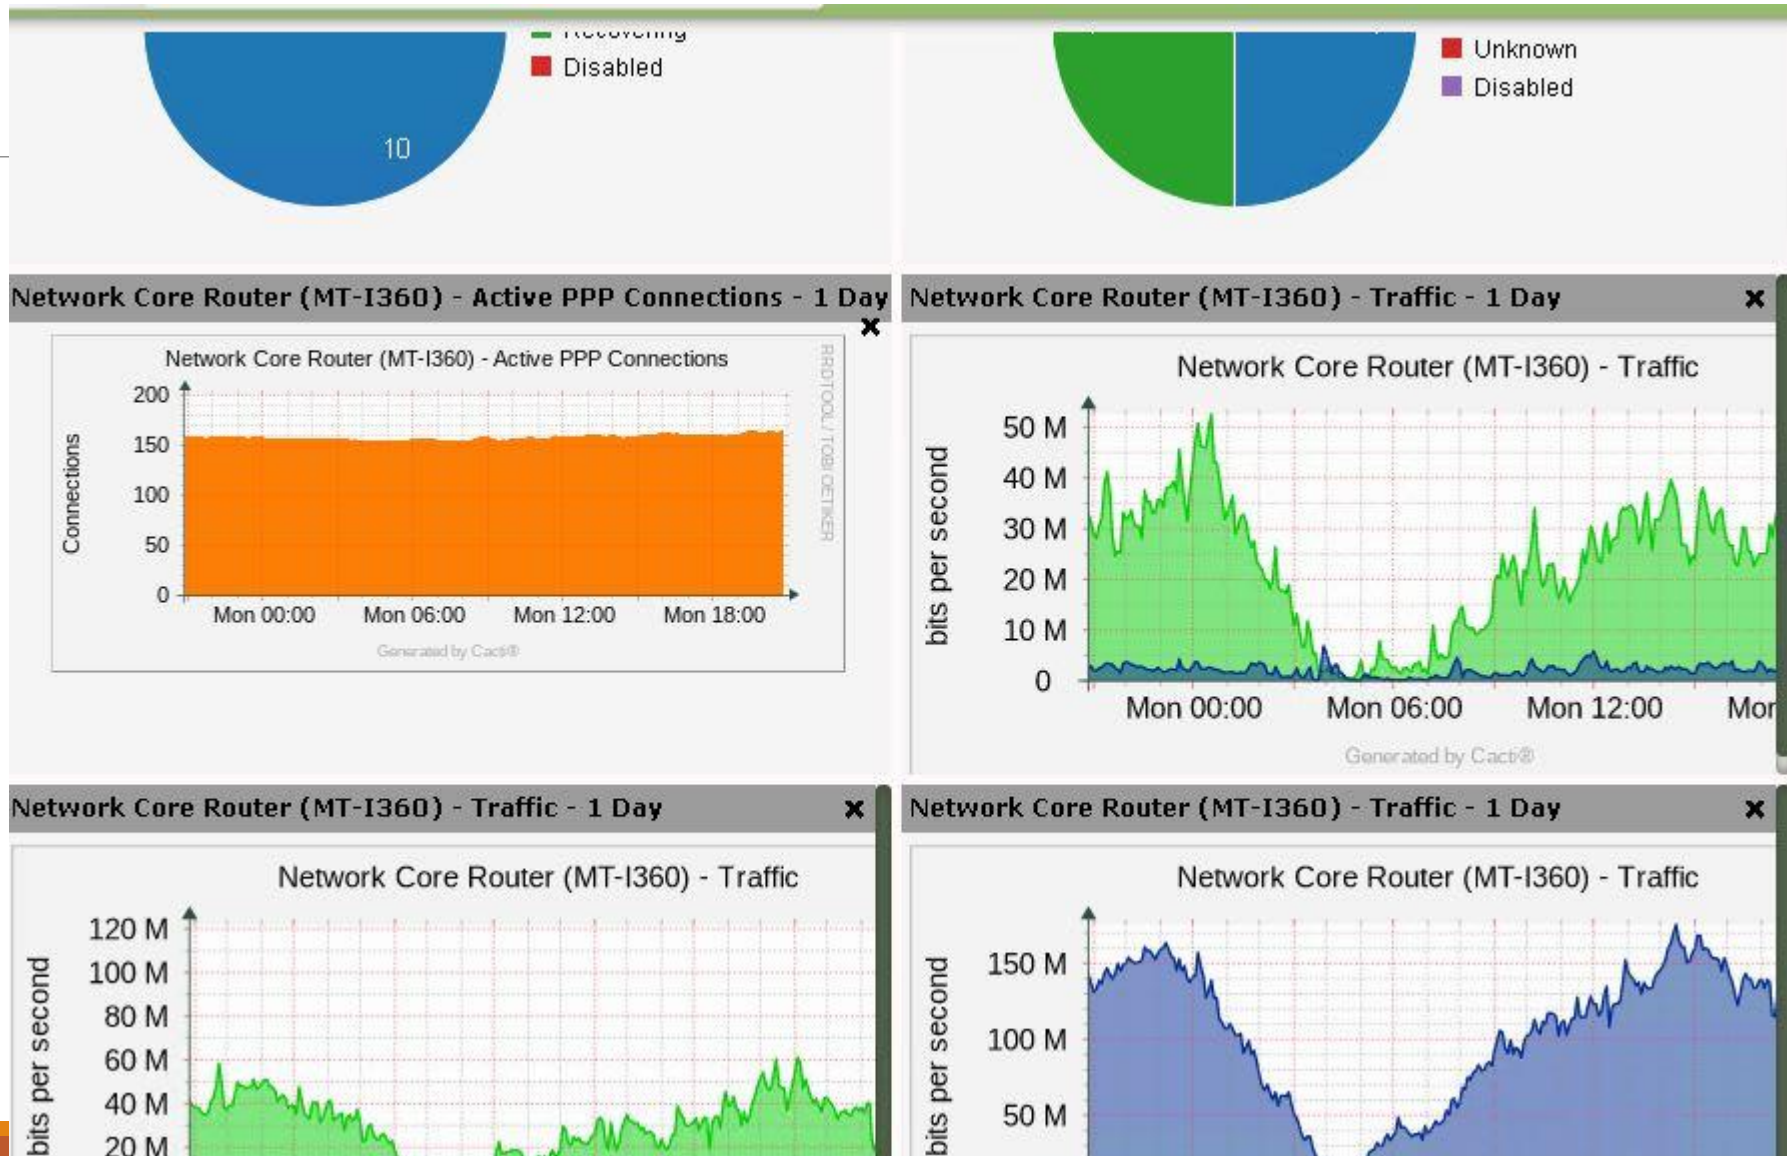 Recovering
Disabled
10
Unknown
Disabled
Network Core Router (MT-I360) - Active PPP Connections - 1 Day
Network Core Router (MT-I360) - Active PPP Connections
RRDTOOL / TOBI OETIKER
Connections
200
150
100
50
0
Mon 00:00 Mon 06:00 Mon 12:00 Mon 18:00
Generated by Cacti®
Network Core Router (MT-I360) - Traffic - 1 Day
Network Core Router (MT-I360) - Traffic
bits per second
50 M
40 M
30 M
20 M
10 M
0
Mon 00:00 Mon 06:00 Mon 12:00 Mon
Generated by Cacti®
Network Core Router (MT-I360) - Traffic - 1 Day
Network Core Router (MT-I360) - Traffic
bits per second
120 M
100 M
80 M
60 M
40 M
20 M
Network Core Router (MT-I360) - Traffic - 1 Day
Network Core Router (MT-I360) - Traffic
bits per second
150 M
100 M
50 M